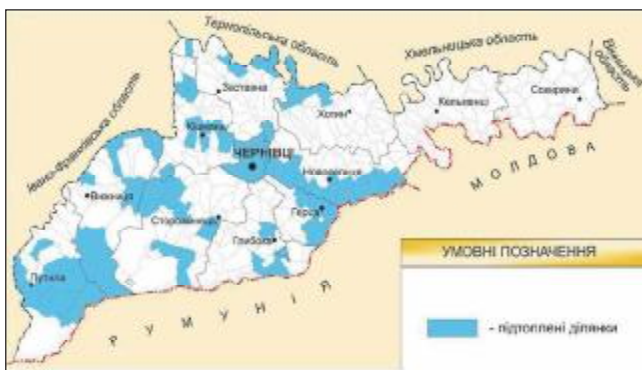 Тернопільська область
Хмельницька область
Вінницька область
Івано-Франківська область
Заставна
Хотин
Кельменці
Сокиряни
Кіцмань
ЧЕРНІВЦІ
Новоселиця
МОЛДОВА
Вижниця
Сторожинець
Герца
Глибока
Путила
РУМУНІЯ
УМОВНІ ПОЗНАЧЕННЯ
- підтоплені ділянки